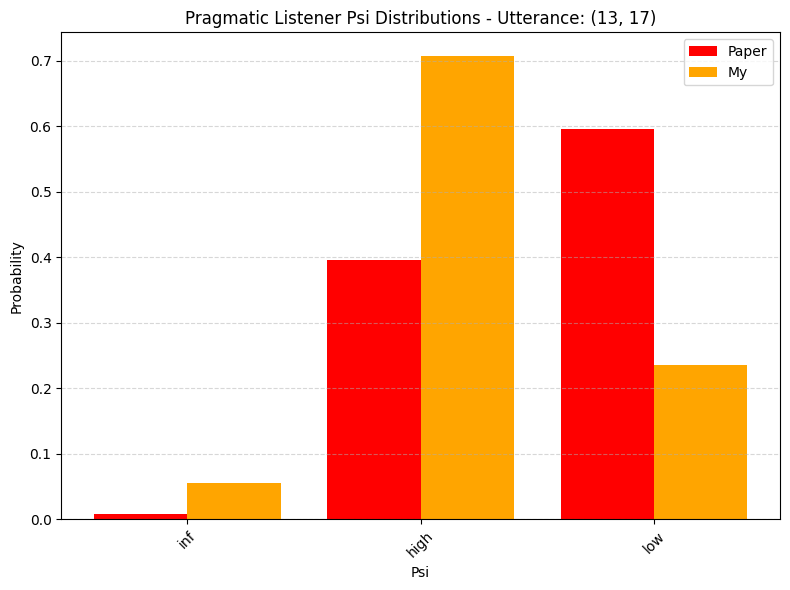 Pragmatic Listener Psi Distributions - Utterance: (13, 17)
Paper
My
0.7
0.6
0.5
0.4
0.3
0.2
0.1
0.0
Probability
inf
high
low
Psi